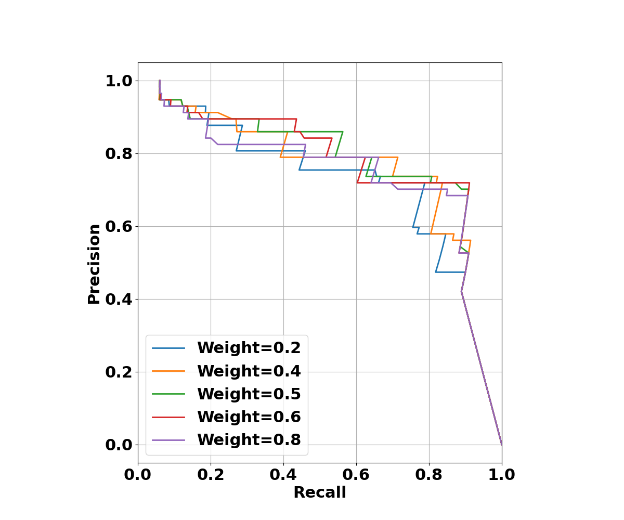 1.0
0.8
0.6
0.4
0.2
0.0
Precision
Weight=0.2
Weight=0.4
Weight=0.5
Weight=0.6
Weight=0.8
0.0 0.2 0.4 0.6 0.8 1.0
Recall